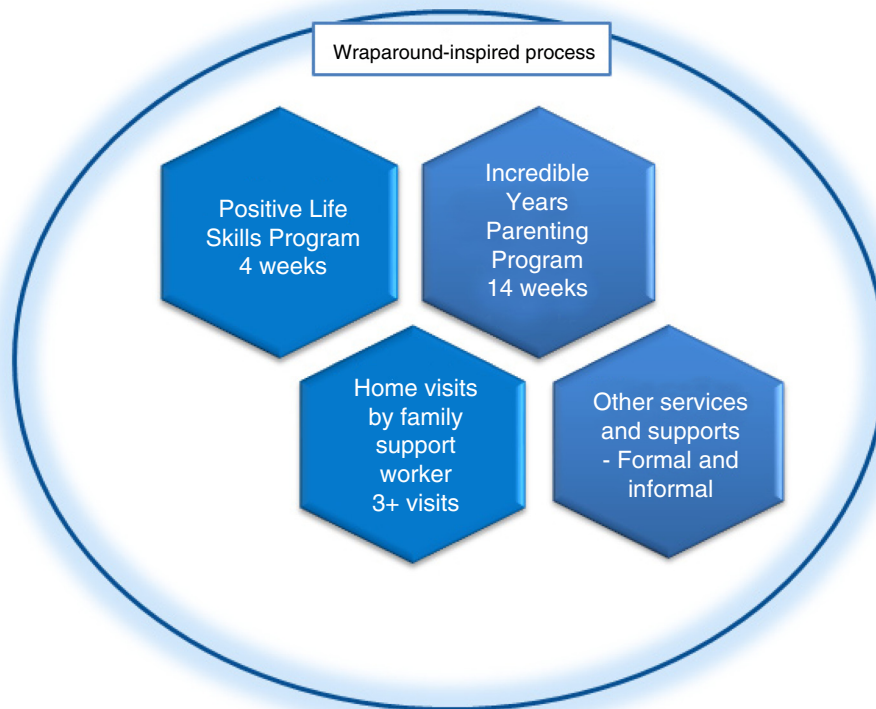 Wraparound-inspired process
Positive Life
Skills Program
4 weeks
Incredible
Years
Parenting
Program
14 weeks
Home visits
by family
support
worker
3+ visits
Other services
and supports
- Formal and
informal